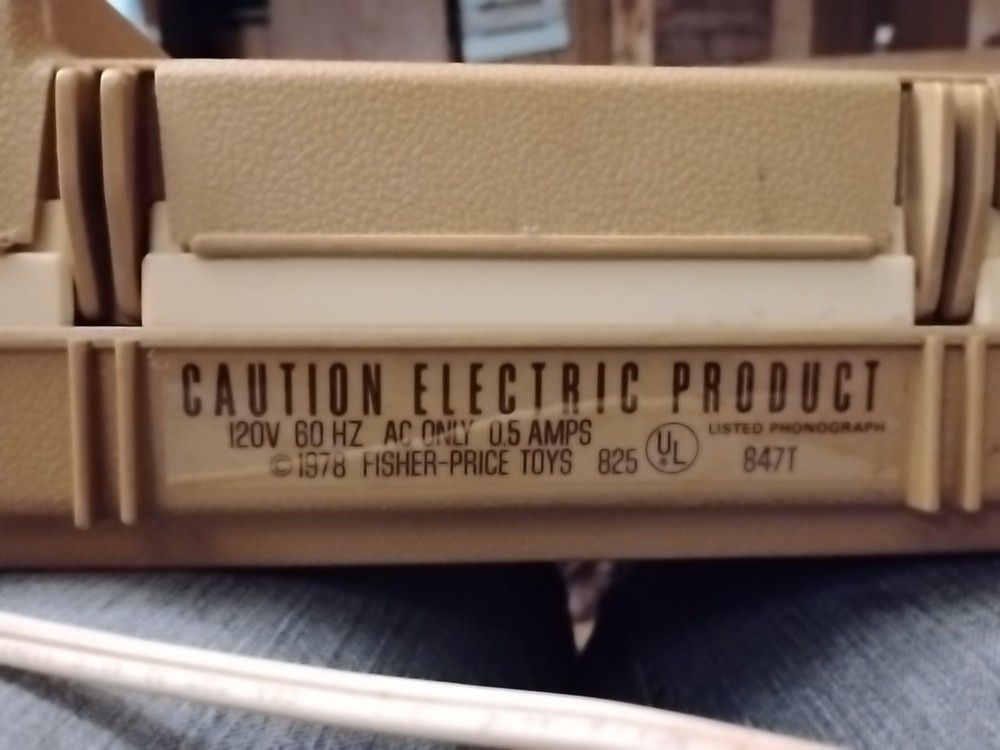 CAUTION ELECTRIC PRODUCT
120V 60 HZ AC ONLY 0.5 AMPS
LISTED PHONOGRAPH
©1978 FISHER-PRICE TOYS 825 UL 847T